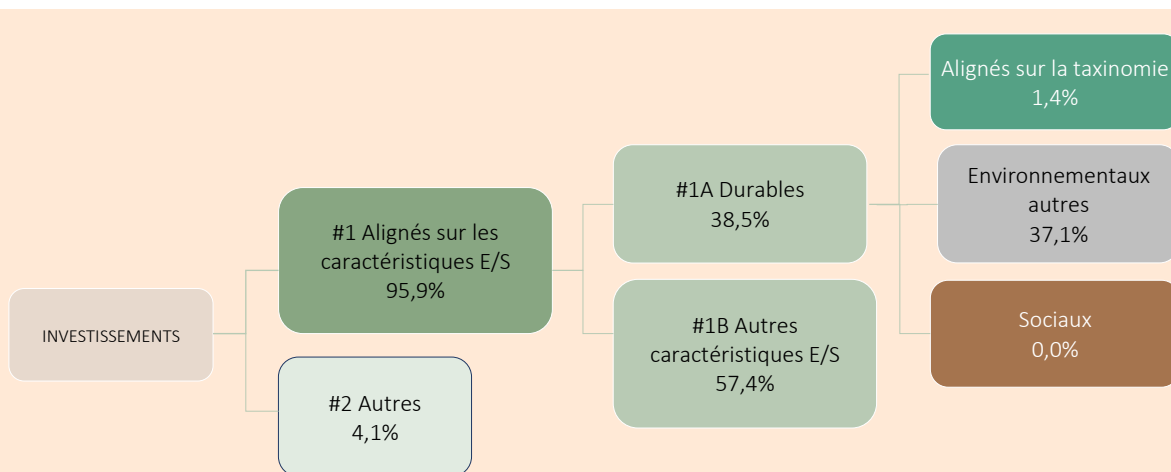 INVESTISSEMENTS
#1 Alignés sur les
caractéristiques E/S
95,9%
#2 Autres
4,1%
#1A Durables
38,5%
#1B Autres
caractéristiques E/S
57,4%
Alignés sur la taxinomie
1,4%
Environnementaux
autres
37,1%
Sociaux
0,0%